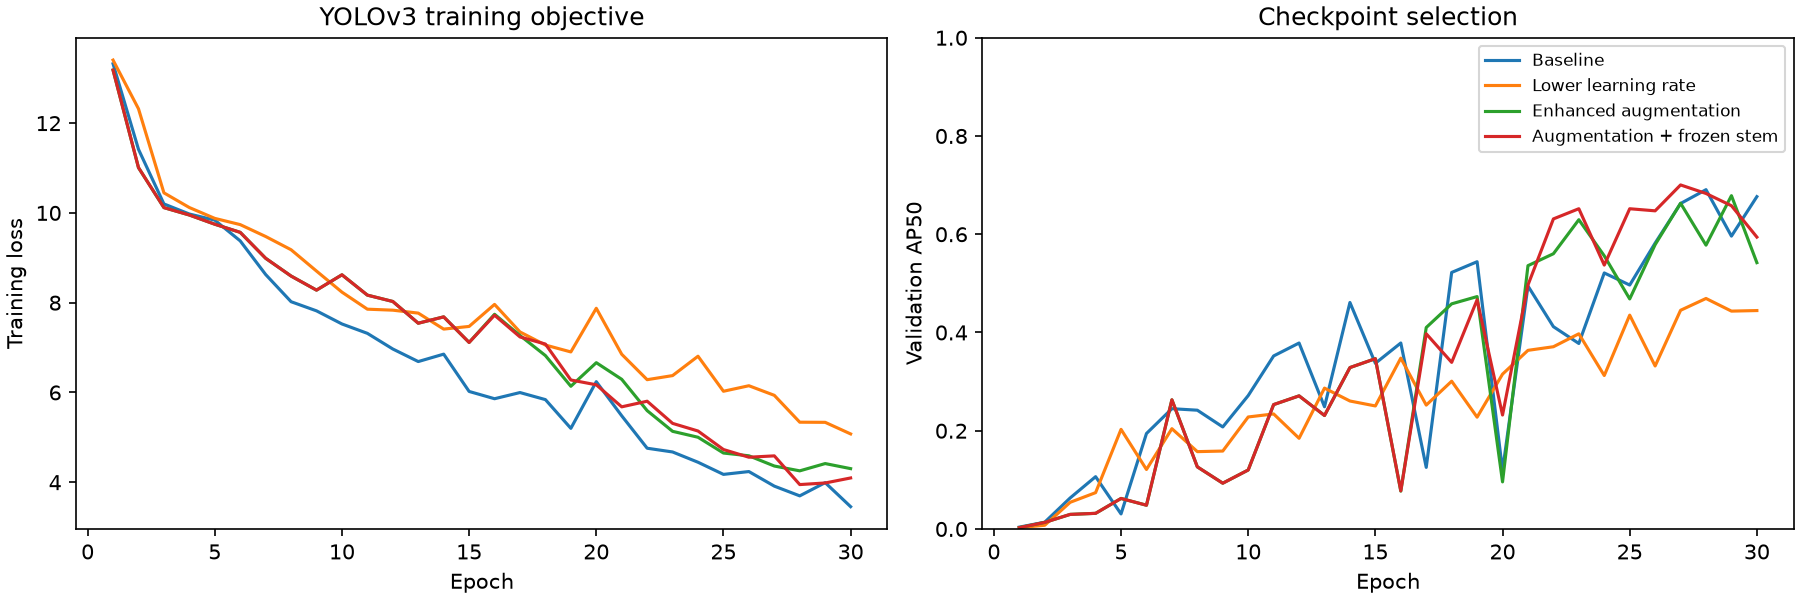 YOLOv3 training objective
Training loss
12
10
8
6
4
0 5 10 15 20 25 30
Epoch
Checkpoint selection
Validation AP50
1.0
0.8
0.6
0.4
0.2
0.0
0 5 10 15 20 25 30
Epoch
Baseline
Lower learning rate
Enhanced augmentation
Augmentation + frozen stem